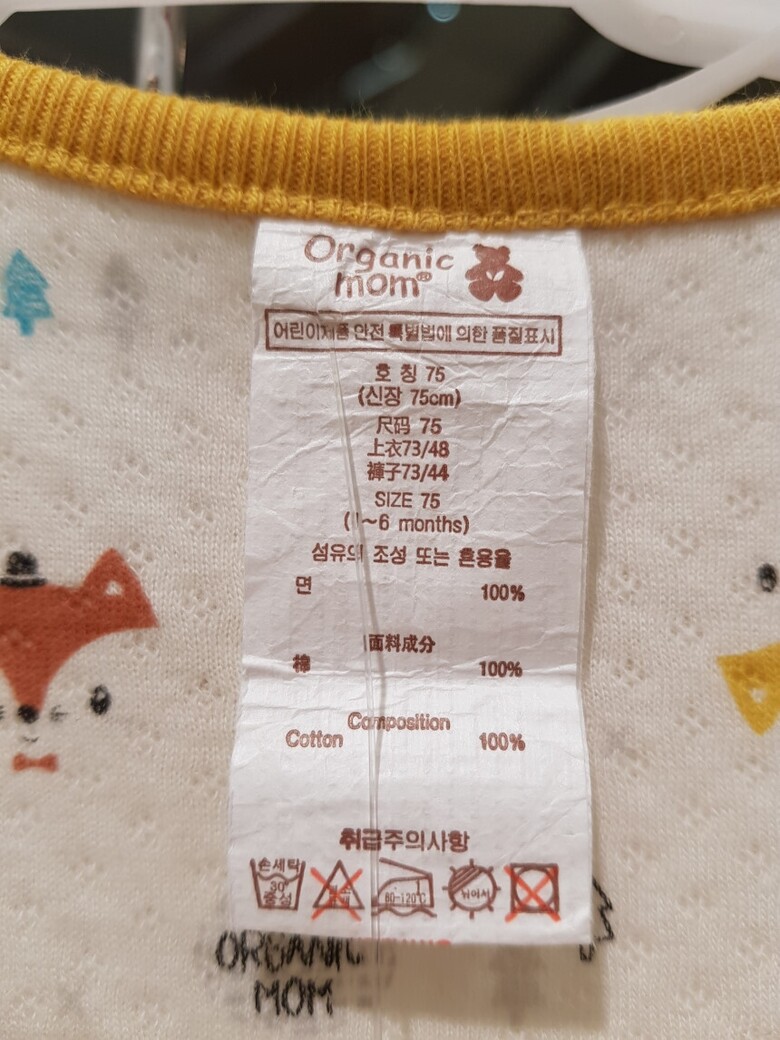 Organic
mom®
어린이제품 안전 특별법에 의한 품질표시
호 칭 75
(신장 75cm)
尺码 75
上衣73/48
褲子73/44
SIZE 75
~6 months)
섬유의 조성 또는 혼용율
면 100%
面料成分
棉 100%
Composition
Cotton 100%
취급주의사항
손세탁
30°
중성
80~120℃
뉘어서
ORGANIC
MOM